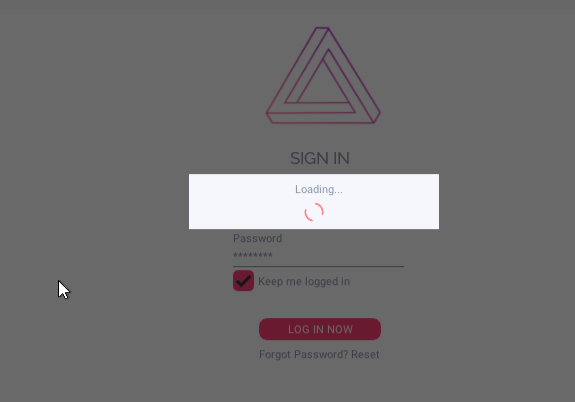 SIGN IN
Loading...
Password
********
Keep me logged in
LOG IN NOW
Forgot Password? Reset